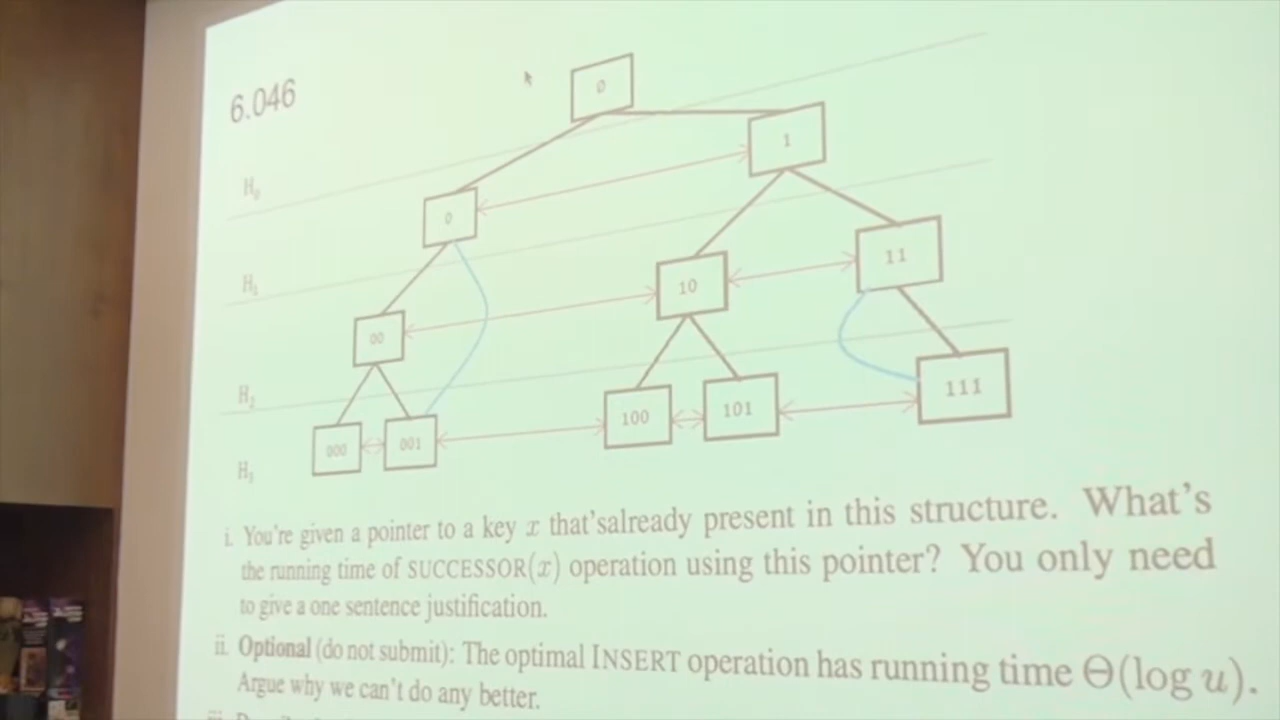 6.046
0
1
H₀
0
11
H₁
10
00
H₂
111
101
100
001
000
H₃
i. You're given a pointer to a key x that'salready present in this structure. What's
the running time of SUCCESSOR(x) operation using this pointer? You only need
to give a one sentence justification.
ii. Optional (do not submit): The optimal INSERT operation has running time Θ(log u).
Argue why we can't do any better.